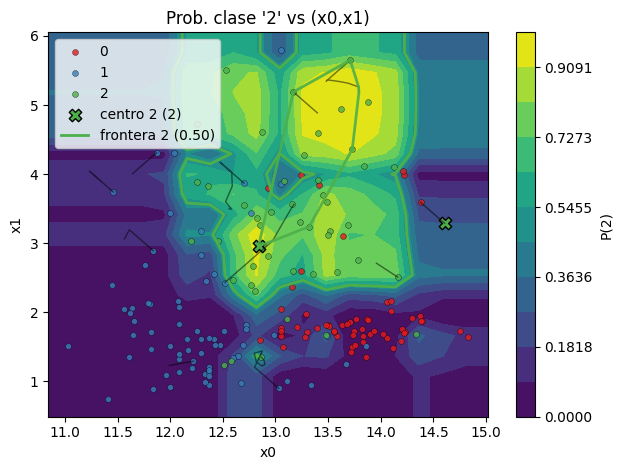 Prob. clase '2' vs (x0,x1)
0
1
2
centro 2 (2)
frontera 2 (0.50)
6
5
4
3
2
1
x1
11.0 11.5 12.0 12.5 13.0 13.5 14.0 14.5 15.0
x0
0.9091
0.7273
0.5455
0.3636
0.1818
0.0000
P(2)